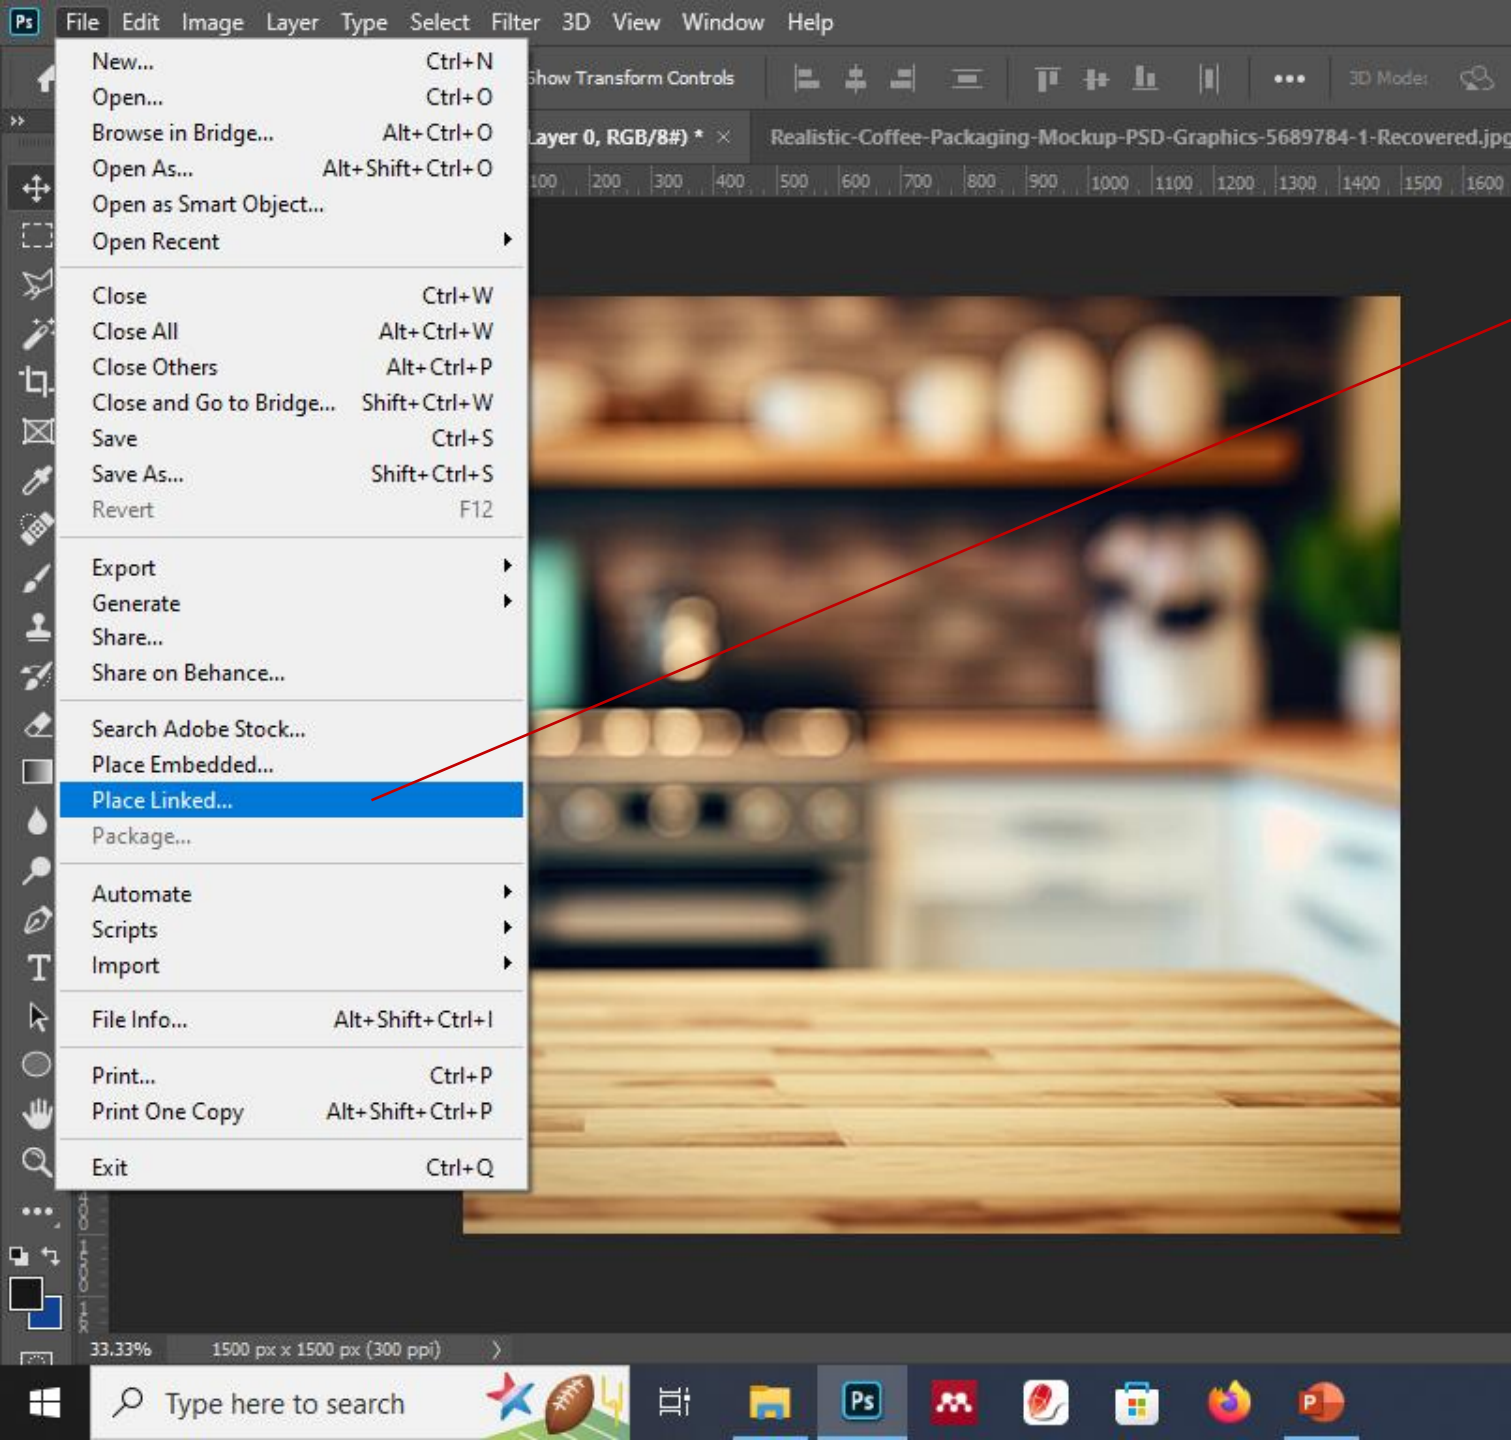 Ps File Edit Image Layer Type Select Filter 3D View Window Help
Show Transform Controls 3D Mode:
Layer 0, RGB/8#) * × Realistic-Coffee-Packaging-Mockup-PSD-Graphics-5689784-1-Recovered.jpg
100 200 300 400 500 600 700 800 900 1000 1100 1200 1300 1400 1500 1600
New... Ctrl+N
Open... Ctrl+O
Browse in Bridge... Alt+Ctrl+O
Open As... Alt+Shift+Ctrl+O
Open as Smart Object...
Open Recent
Close Ctrl+W
Close All Alt+Ctrl+W
Close Others Alt+Ctrl+P
Close and Go to Bridge... Shift+Ctrl+W
Save Ctrl+S
Save As... Shift+Ctrl+S
Revert F12
Export
Generate
Share...
Share on Behance...
Search Adobe Stock...
Place Embedded...
Place Linked...
Package...
Automate
Scripts
Import
File Info... Alt+Shift+Ctrl+I
Print... Ctrl+P
Print One Copy Alt+Shift+Ctrl+P
Exit Ctrl+Q
33.33% 1500 px x 1500 px (300 ppi)
Type here to search
Ps
P